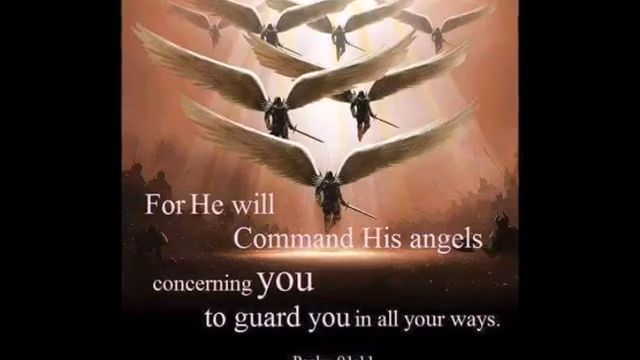 For He will
Command His angels
concerning you
to guard you in all your ways.